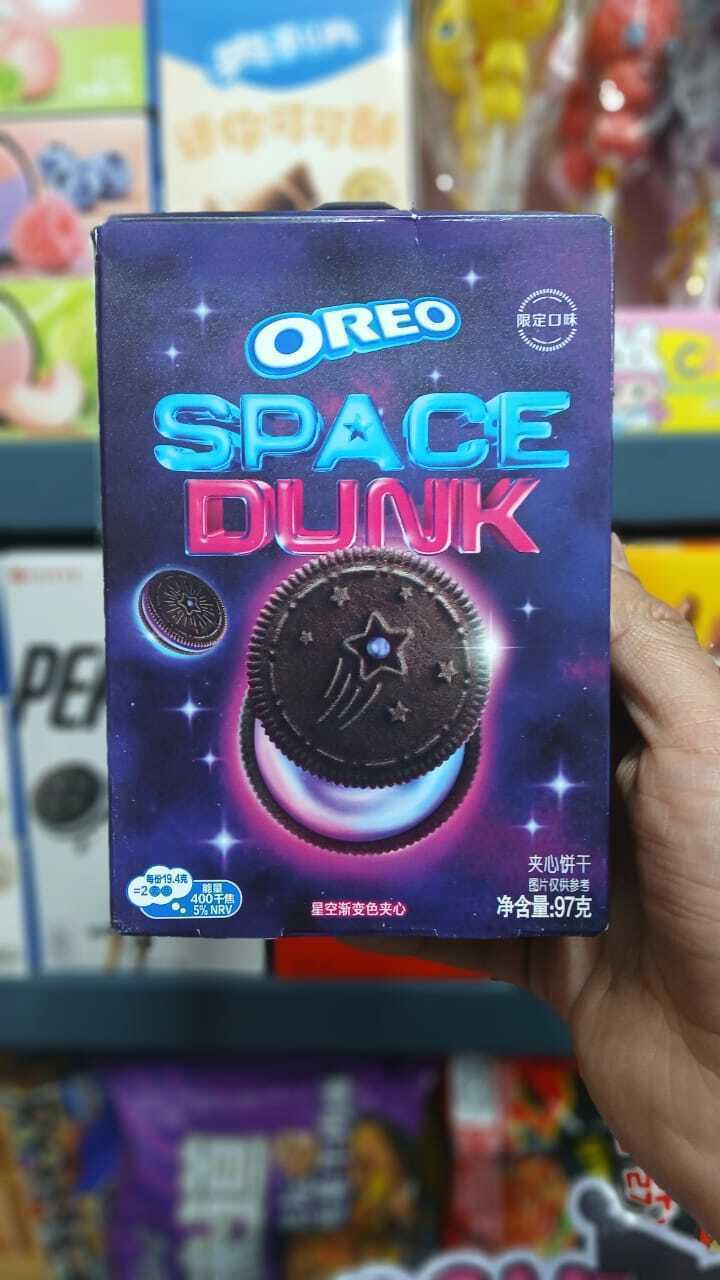 OREO
限定口味
SPACE
DUNK
夹心饼干
图片仅供参考
净含量:97克
每份19.4克
=2
能量
400千焦
5% NRV
星空渐变色夹心